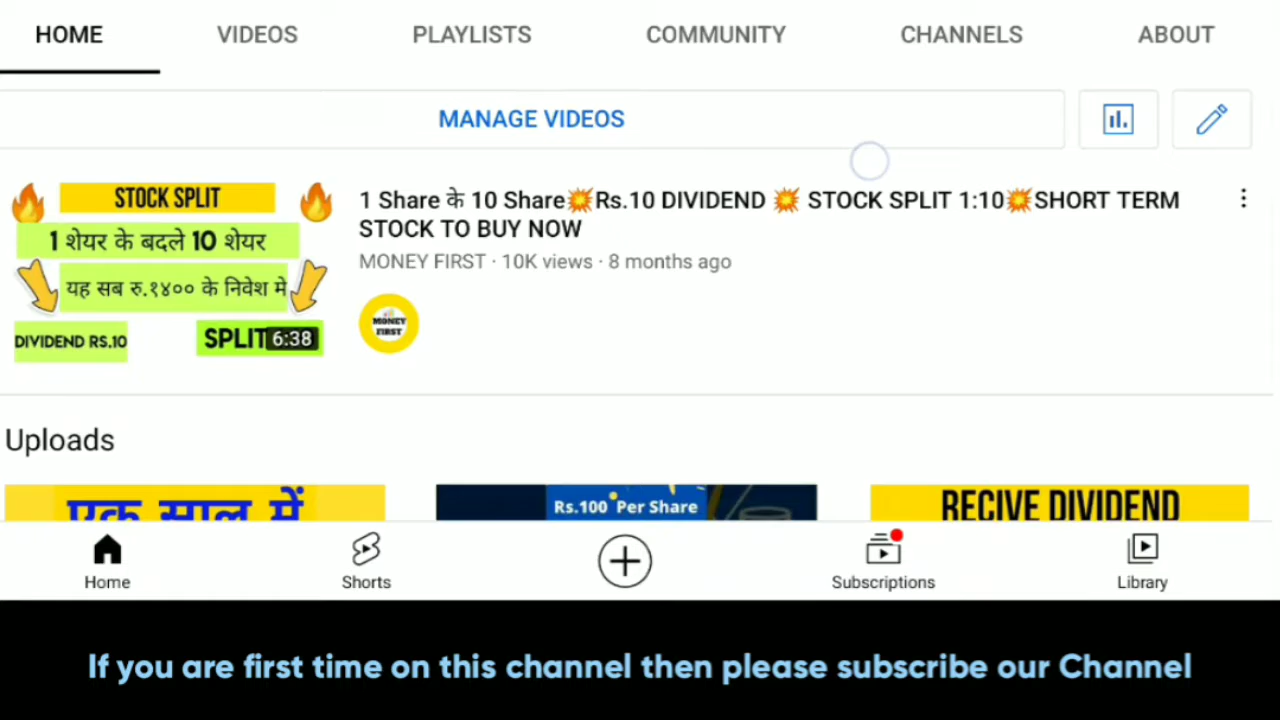 HOME VIDEOS PLAYLISTS COMMUNITY CHANNELS ABOUT
MANAGE VIDEOS
STOCK SPLIT
1 शेयर के बदले 10 शेयर
यह सब रु.१४०० के निवेश मे
DIVIDEND RS.10
SPLIT
6:38
1 Share के 10 Share💥Rs.10 DIVIDEND 💥 STOCK SPLIT 1:10💥SHORT TERM
STOCK TO BUY NOW
MONEY FIRST · 10K views · 8 months ago
MONEY
FIRST
Uploads
एक साल में
Rs.100 Per Share
RECIVE DIVIDEND
Home Shorts Subscriptions Library
If you are first time on this channel then please subscribe our Channel